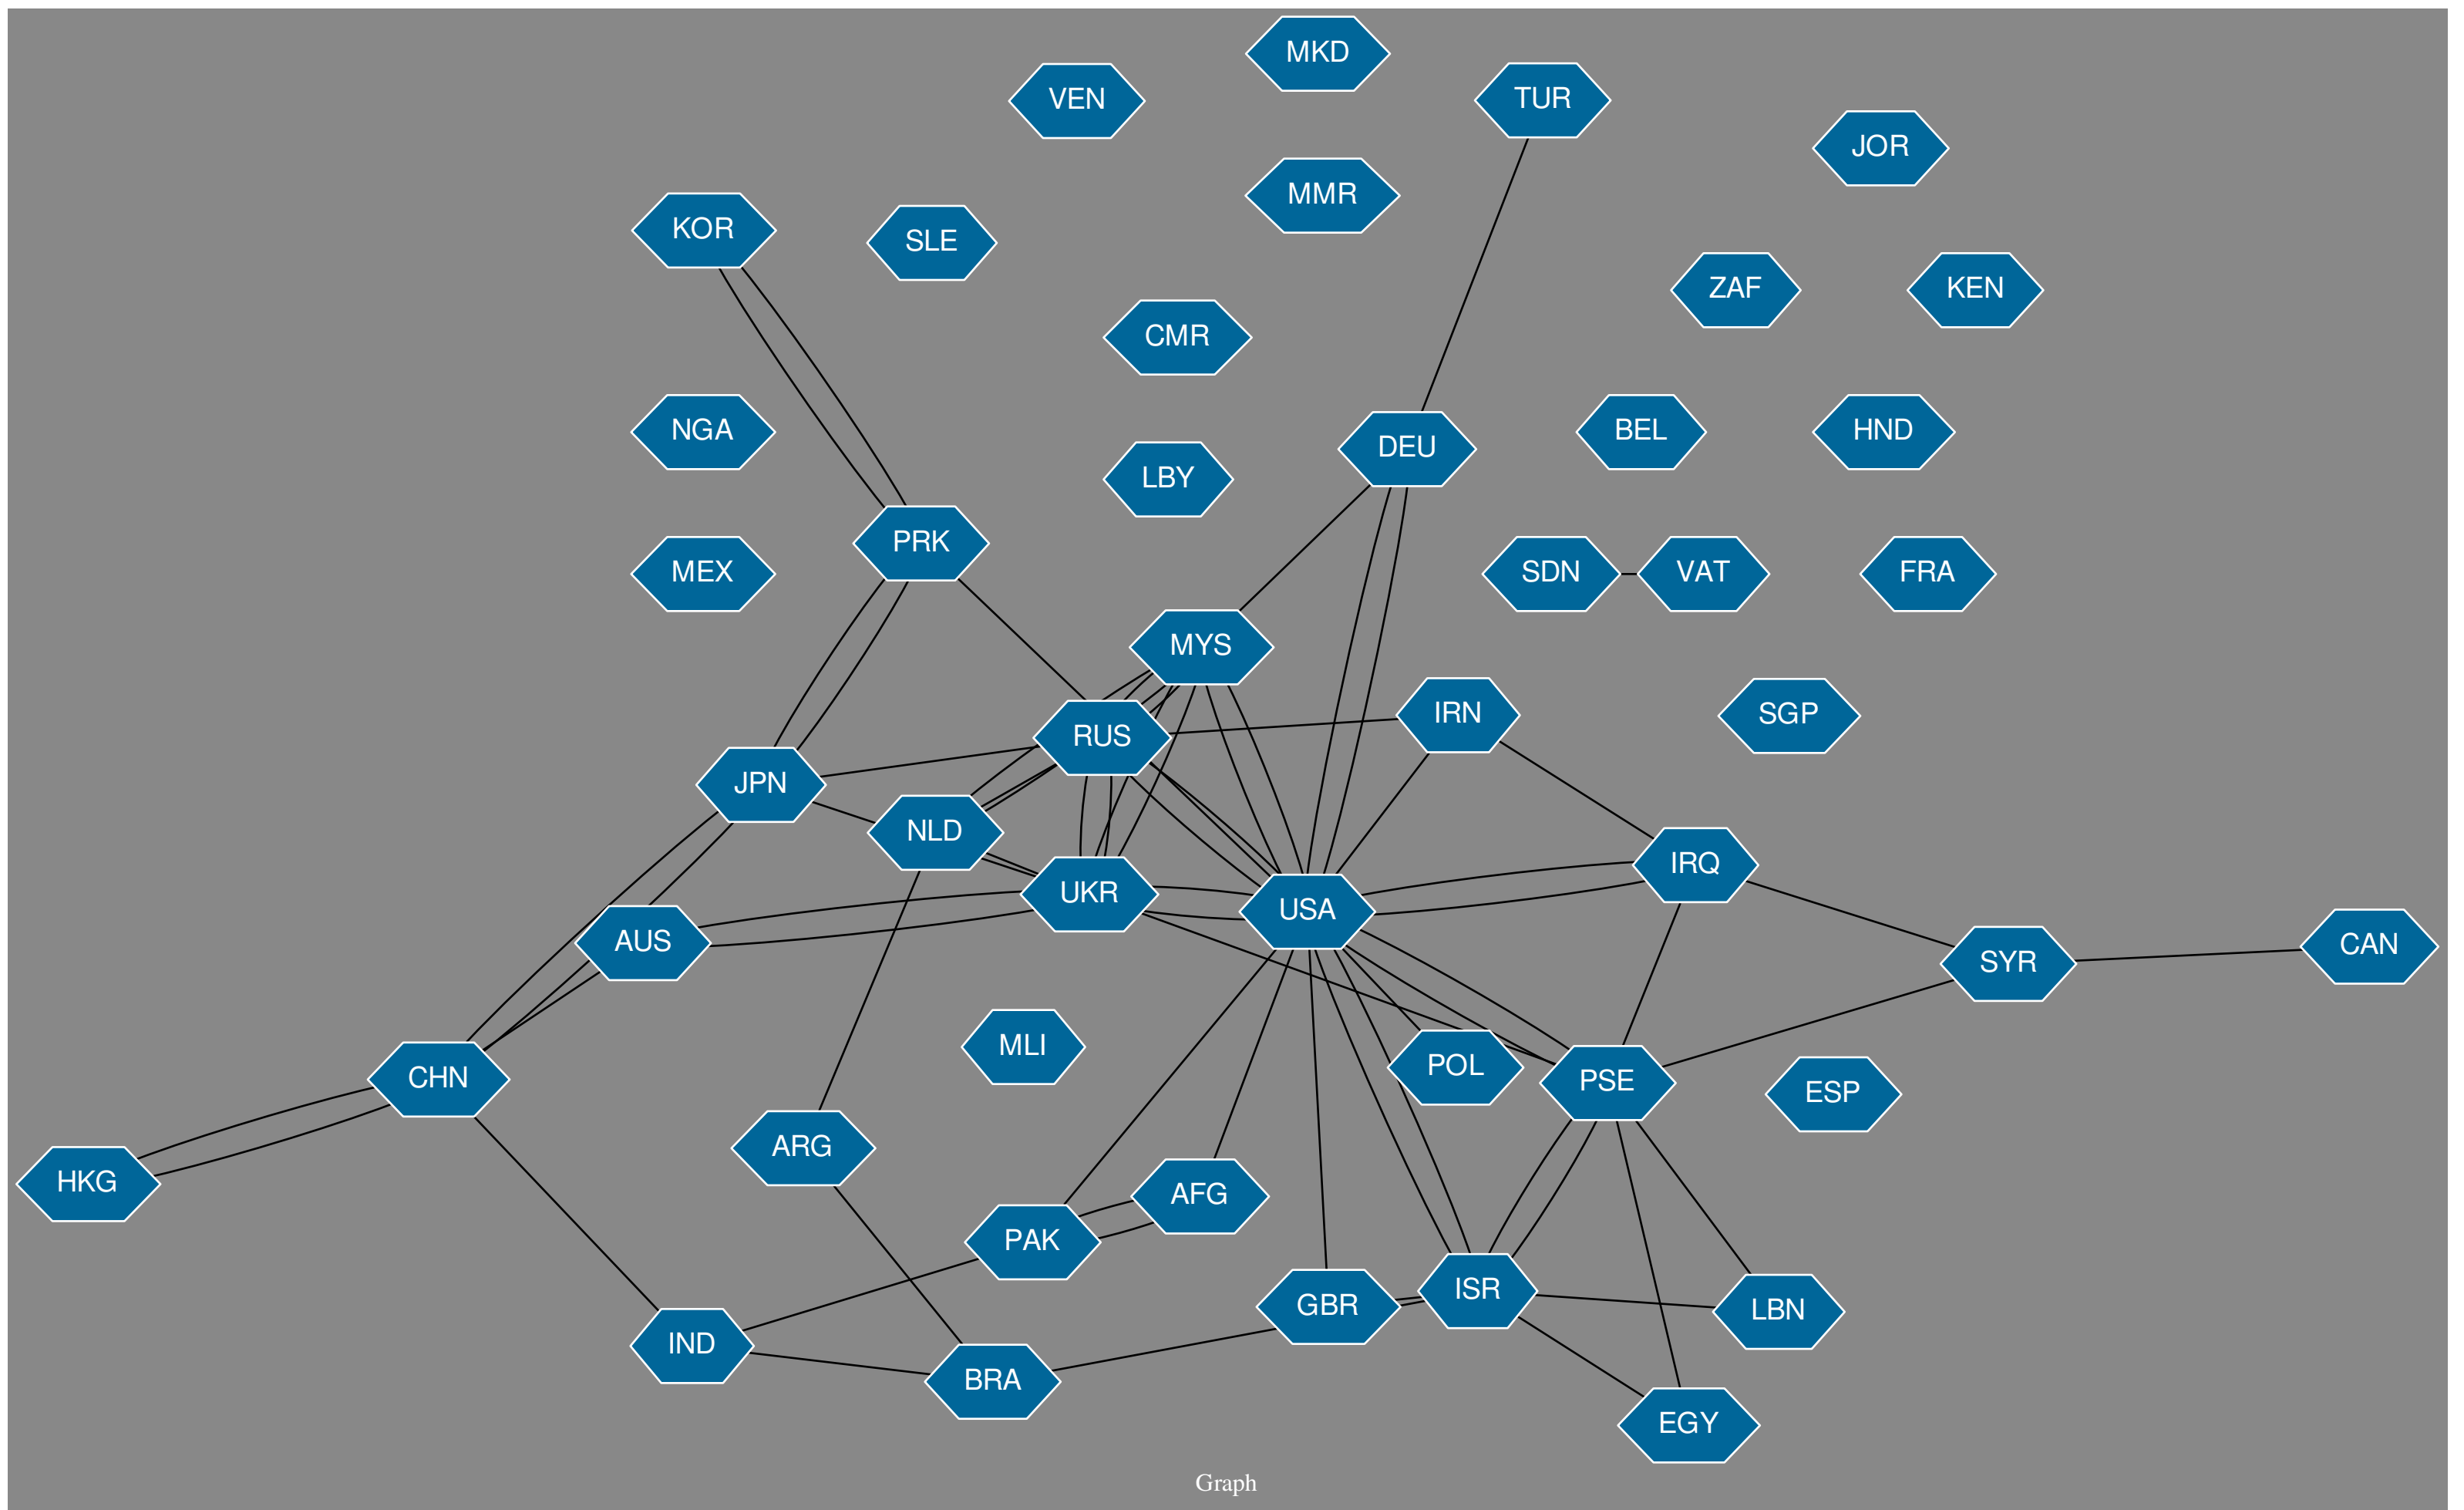 MKD
VEN
TUR
JOR
MMR
KOR
SLE
ZAF
KEN
CMR
NGA
BEL
HND
DEU
LBY
PRK
MEX
SDN
VAT
FRA
MYS
IRN
SGP
RUS
JPN
NLD
IRQ
UKR
USA
AUS
CAN
SYR
MLI
POL
CHN
PSE
ESP
ARG
HKG
AFG
PAK
ISR
GBR
LBN
IND
BRA
EGY
Graph